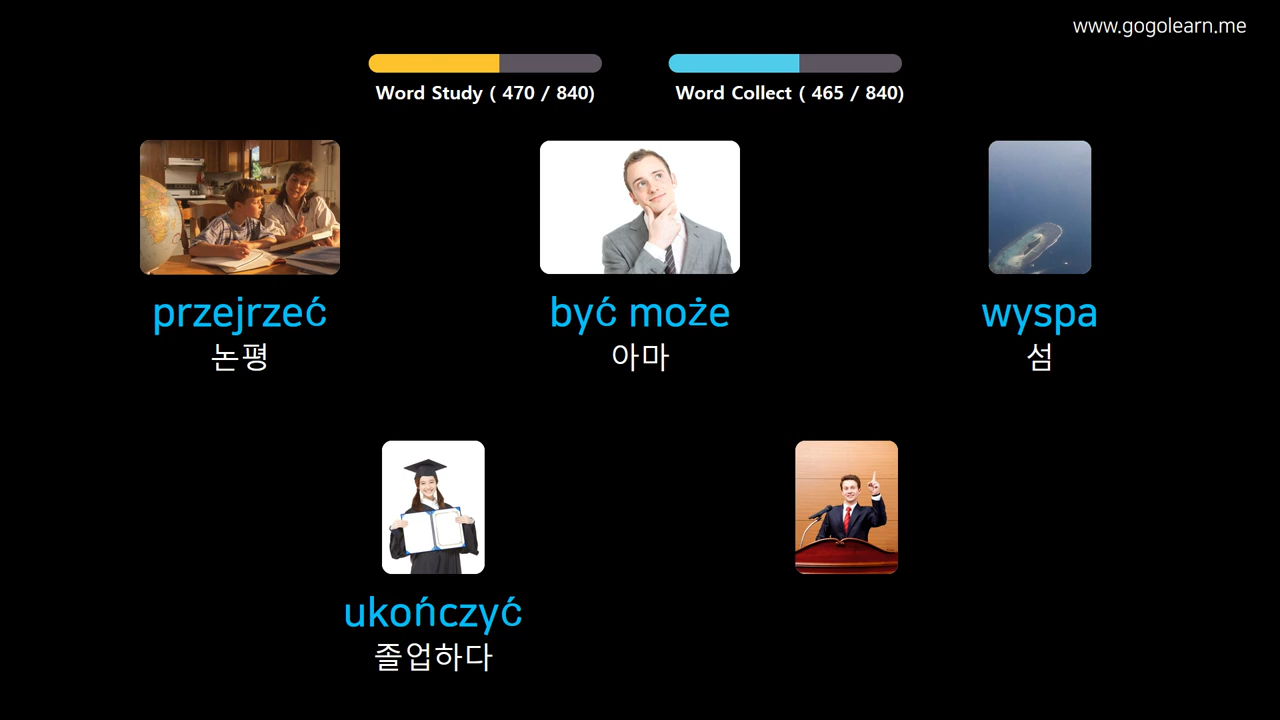 www.gogolearn.me
Word Study ( 470 / 840)
Word Collect ( 465 / 840)
przejrzeć
논평
być może
아마
wyspa
섬
ukończyć
졸업하다